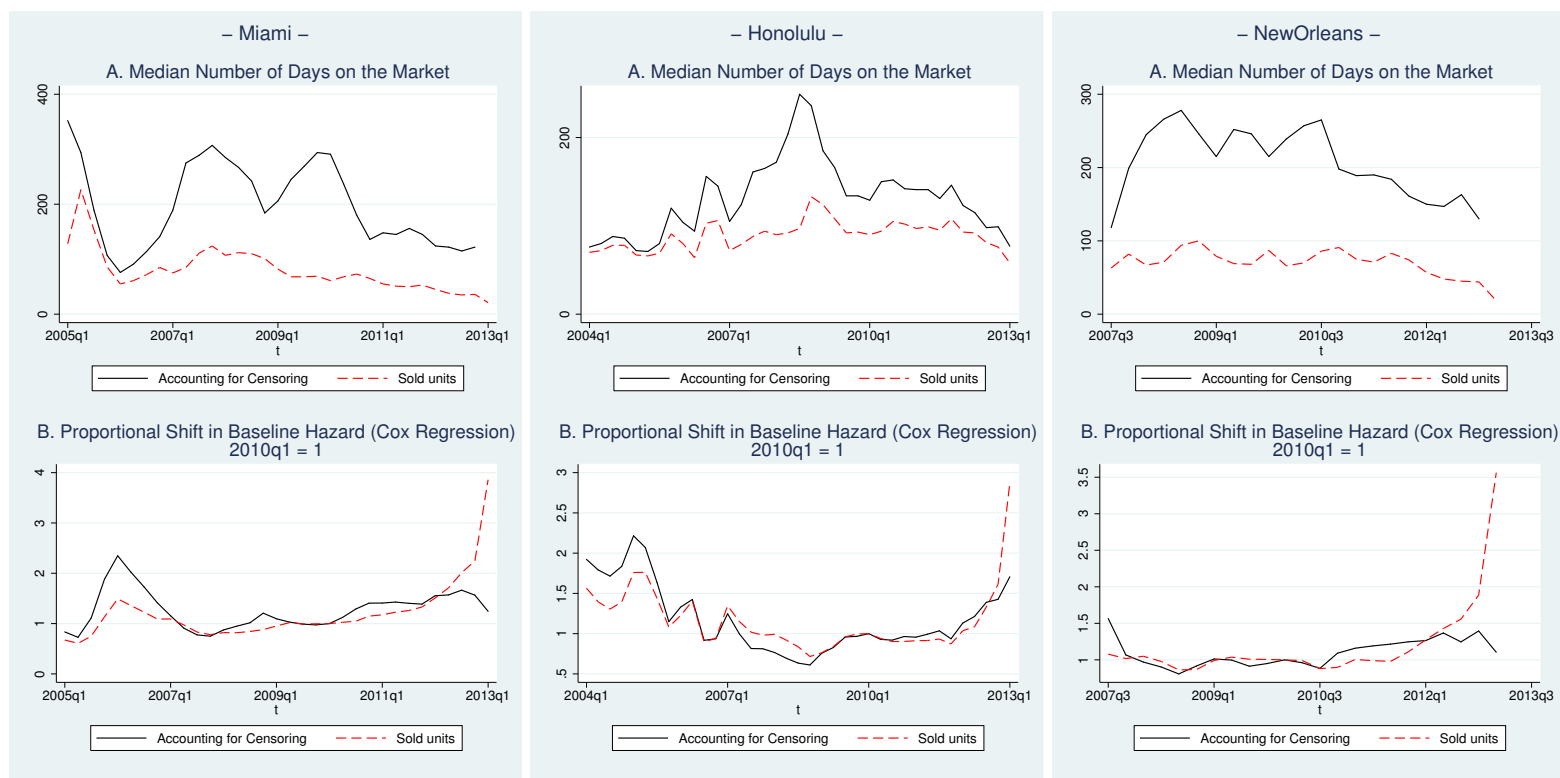 – Miami –
A. Median Number of Days on the Market
400
200
0
2005q1 2007q1 2009q1 2011q1 2013q1
t
Accounting for Censoring Sold units
B. Proportional Shift in Baseline Hazard (Cox Regression)
2010q1 = 1
4
3
2
1
0
2005q1 2007q1 2009q1 2011q1 2013q1
t
Accounting for Censoring Sold units
– Honolulu –
A. Median Number of Days on the Market
200
0
2004q1 2007q1 2010q1 2013q1
t
Accounting for Censoring Sold units
B. Proportional Shift in Baseline Hazard (Cox Regression)
2010q1 = 1
3
2.5
2
1.5
1
.5
2004q1 2007q1 2010q1 2013q1
t
Accounting for Censoring Sold units
– NewOrleans –
A. Median Number of Days on the Market
300
200
100
0
2007q3 2009q1 2010q3 2012q1 2013q3
t
Accounting for Censoring Sold units
B. Proportional Shift in Baseline Hazard (Cox Regression)
2010q1 = 1
3.5
3
2.5
2
1.5
1
2007q3 2009q1 2010q3 2012q1 2013q3
t
Accounting for Censoring Sold units